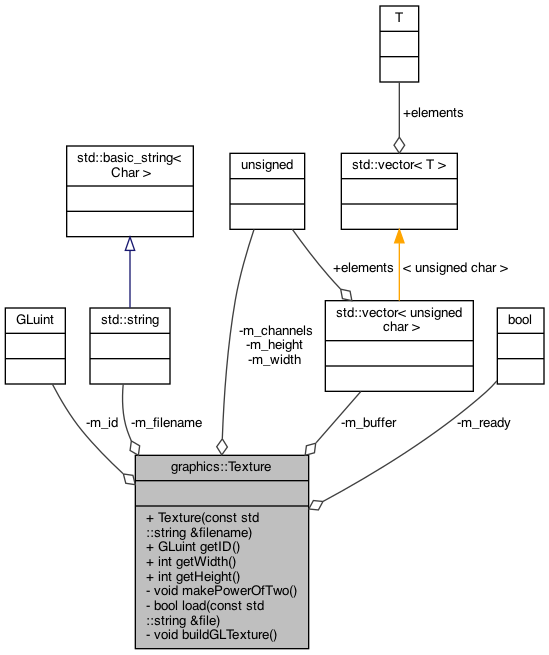 T
+elements
std::basic_string<
Char >
unsigned
std::vector< T >
+elements
< unsigned char >
GLuint
std::string
-m_channels
-m_height
-m_width
std::vector< unsigned
char >
bool
-m_id
-m_filename
-m_buffer
-m_ready
graphics::Texture
+ Texture(const std
::string &filename)
+ GLuint getID()
+ int getWidth()
+ int getHeight()
- void makePowerOfTwo()
- bool load(const std
::string &file)
- void buildGLTexture()